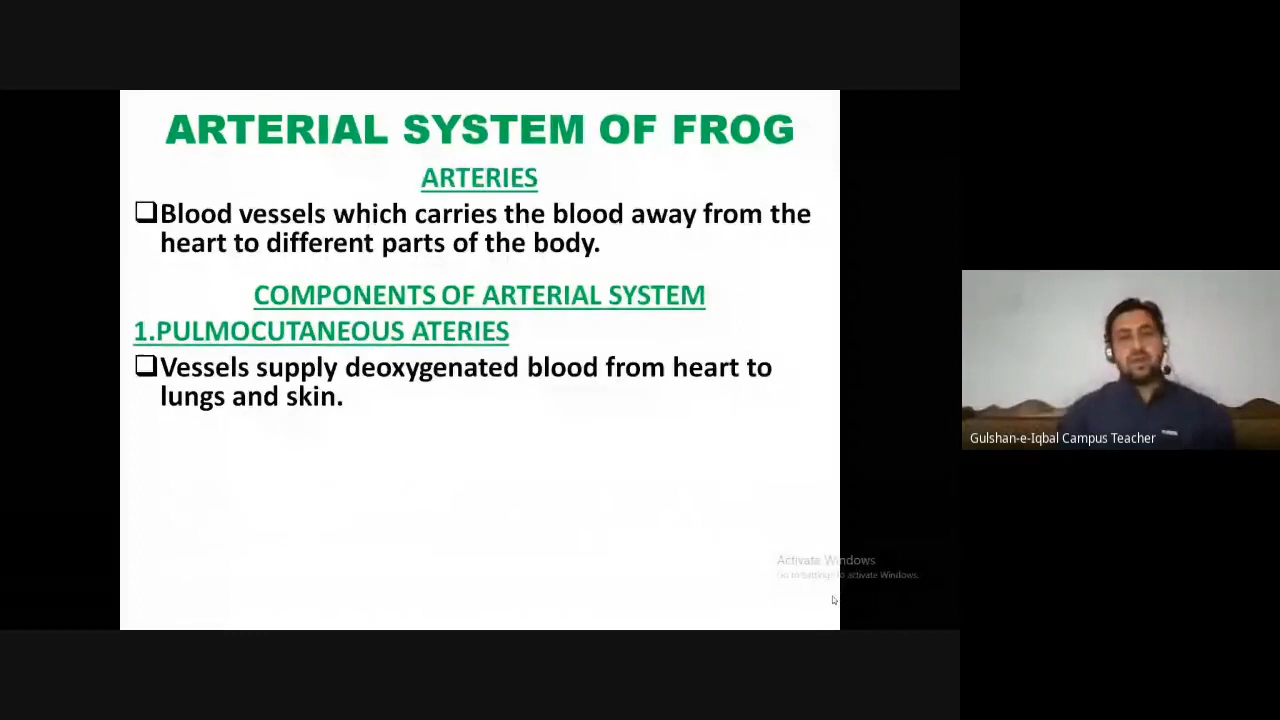 ARTERIAL SYSTEM OF FROG
ARTERIES
❑Blood vessels which carries the blood away from the
heart to different parts of the body.
COMPONENTS OF ARTERIAL SYSTEM
1.PULMOCUTANEOUS ATERIES
❑Vessels supply deoxygenated blood from heart to
lungs and skin.
Activate Windows
Go to Settings to activate Windows.
Gulshan-e-Iqbal Campus Teacher